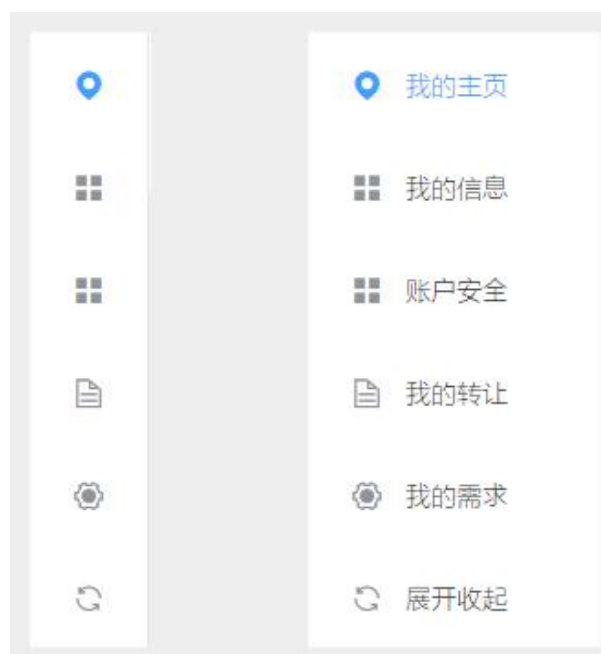 我的主页
我的信息
账户安全
我的转让
我的需求
展开收起